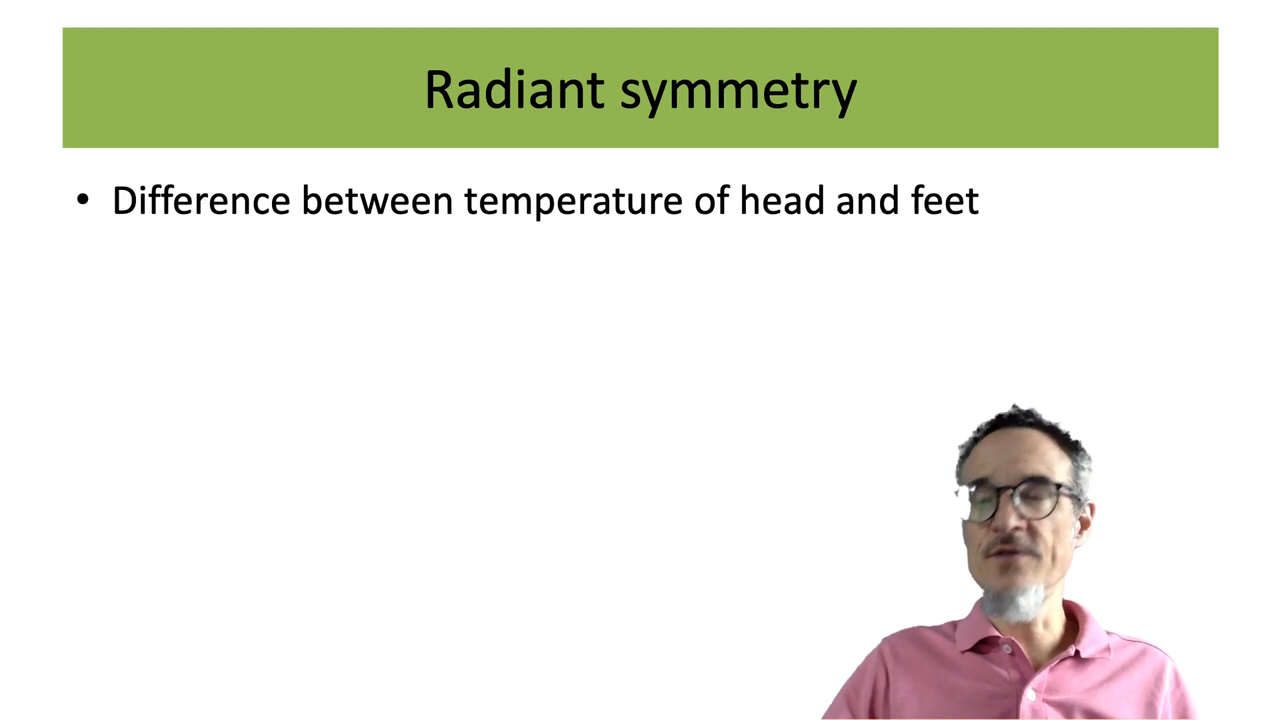 Radiant symmetry
• Difference between temperature of head and feet